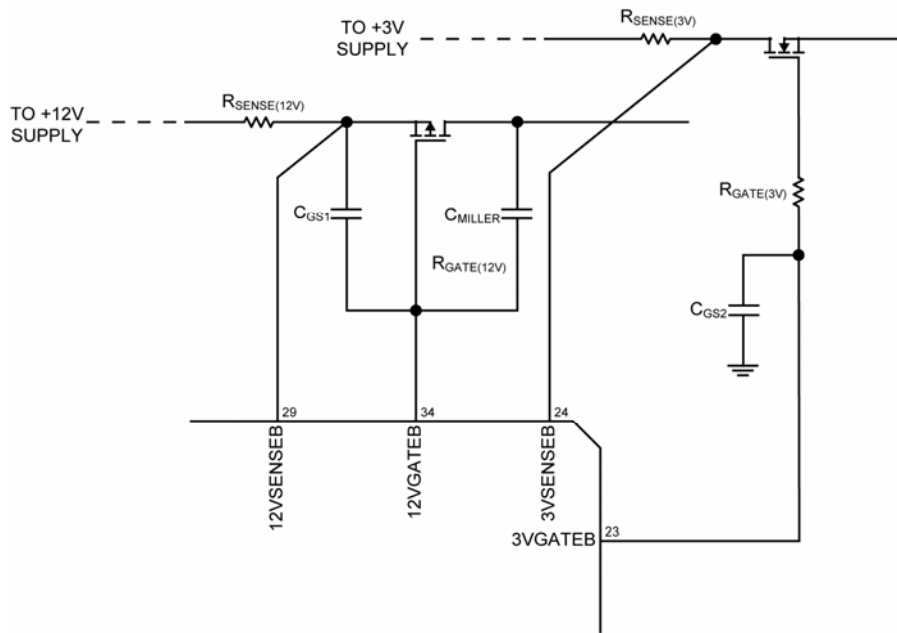 TO +3V
SUPPLY
RSENSE(3V)
TO +12V
SUPPLY
RSENSE(12V)
CGS1
CMILLER
RGATE(12V)
RGATE(3V)
CGS2
29
34
24
12VSENSEB
12VGATEB
3VSENSEB
3VGATEB
23